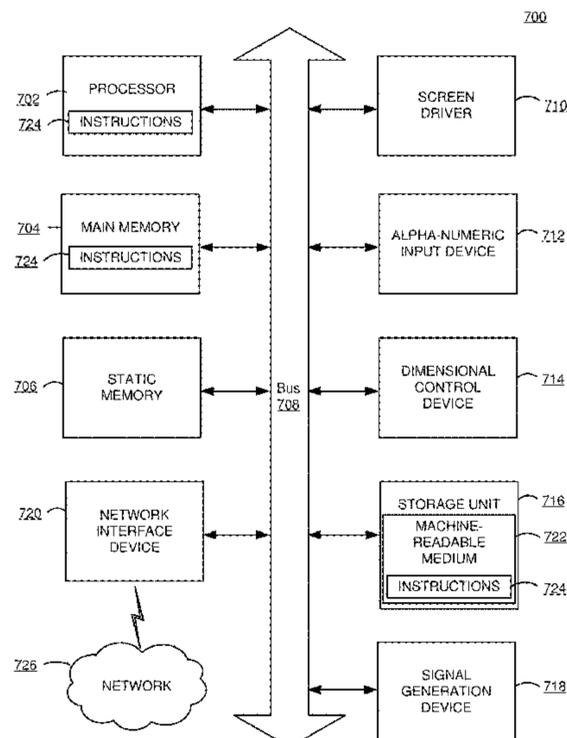 700
PROCESSOR
702
724
INSTRUCTIONS
SCREEN
DRIVER
710
704
MAIN MEMORY
724
INSTRUCTIONS
ALPHA-NUMERIC
INPUT DEVICE
712
706
STATIC
MEMORY
Bus
708
DIMENSIONAL
CONTROL
DEVICE
714
720
NETWORK
INTERFACE
DEVICE
STORAGE UNIT
716
MACHINE-
READABLE
MEDIUM
722
INSTRUCTIONS
724
726
NETWORK
SIGNAL
GENERATION
DEVICE
718